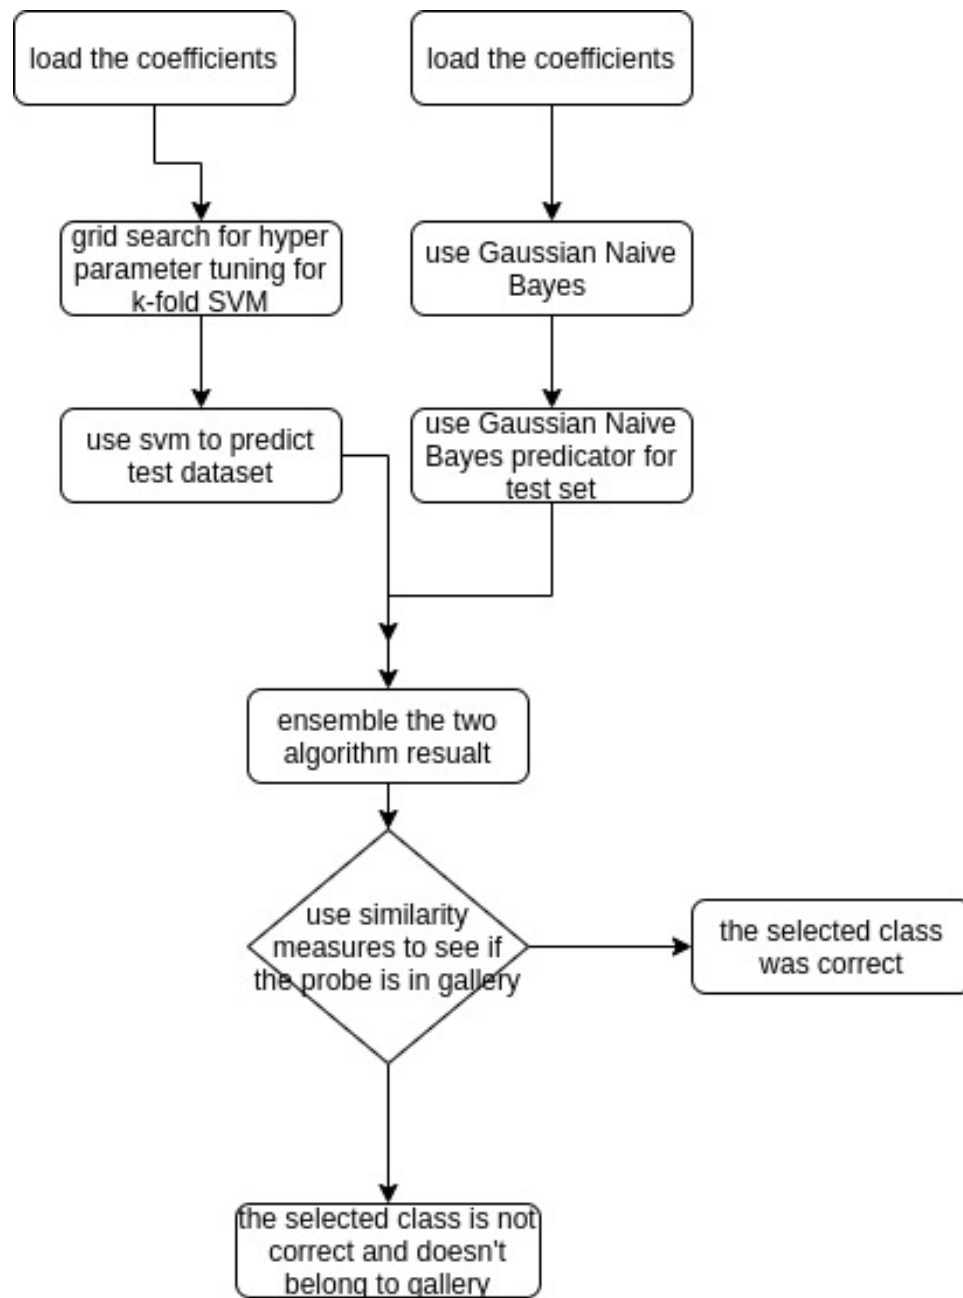 load the coefficients
load the coefficients
grid search for hyper
parameter tuning for
k-fold SVM
use Gaussian Naive
Bayes
use svm to predict
test dataset
use Gaussian Naive
Bayes predicator for
test set
ensemble the two
algorithm resualt
use similarity
measures to see if
the probe is in gallery
the selected class
was correct
the selected class is not
correct and doesn't
belong to gallery